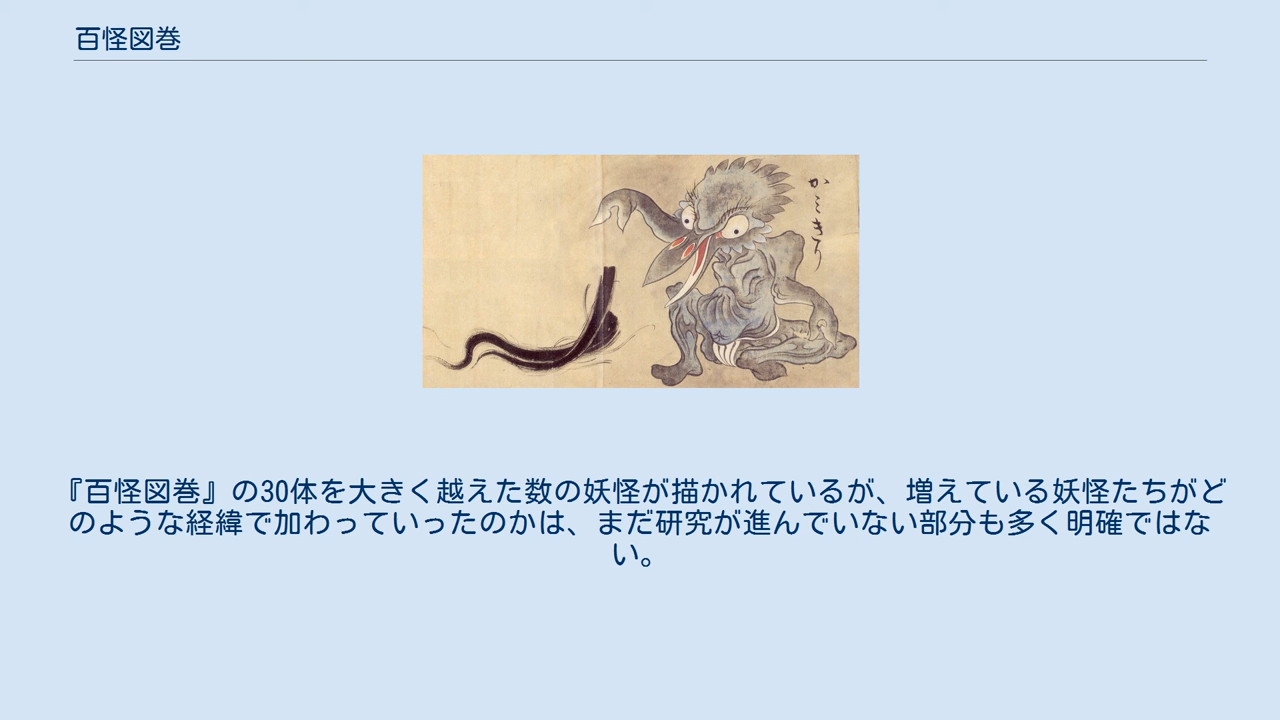 百怪図巻
かみきり
『百怪図巻』の30体を大きく越えた数の妖怪が描かれているが、増えている妖怪たちがど
のような経緯で加わっていったのかは、まだ研究が進んでいない部分も多く明確ではな
い。